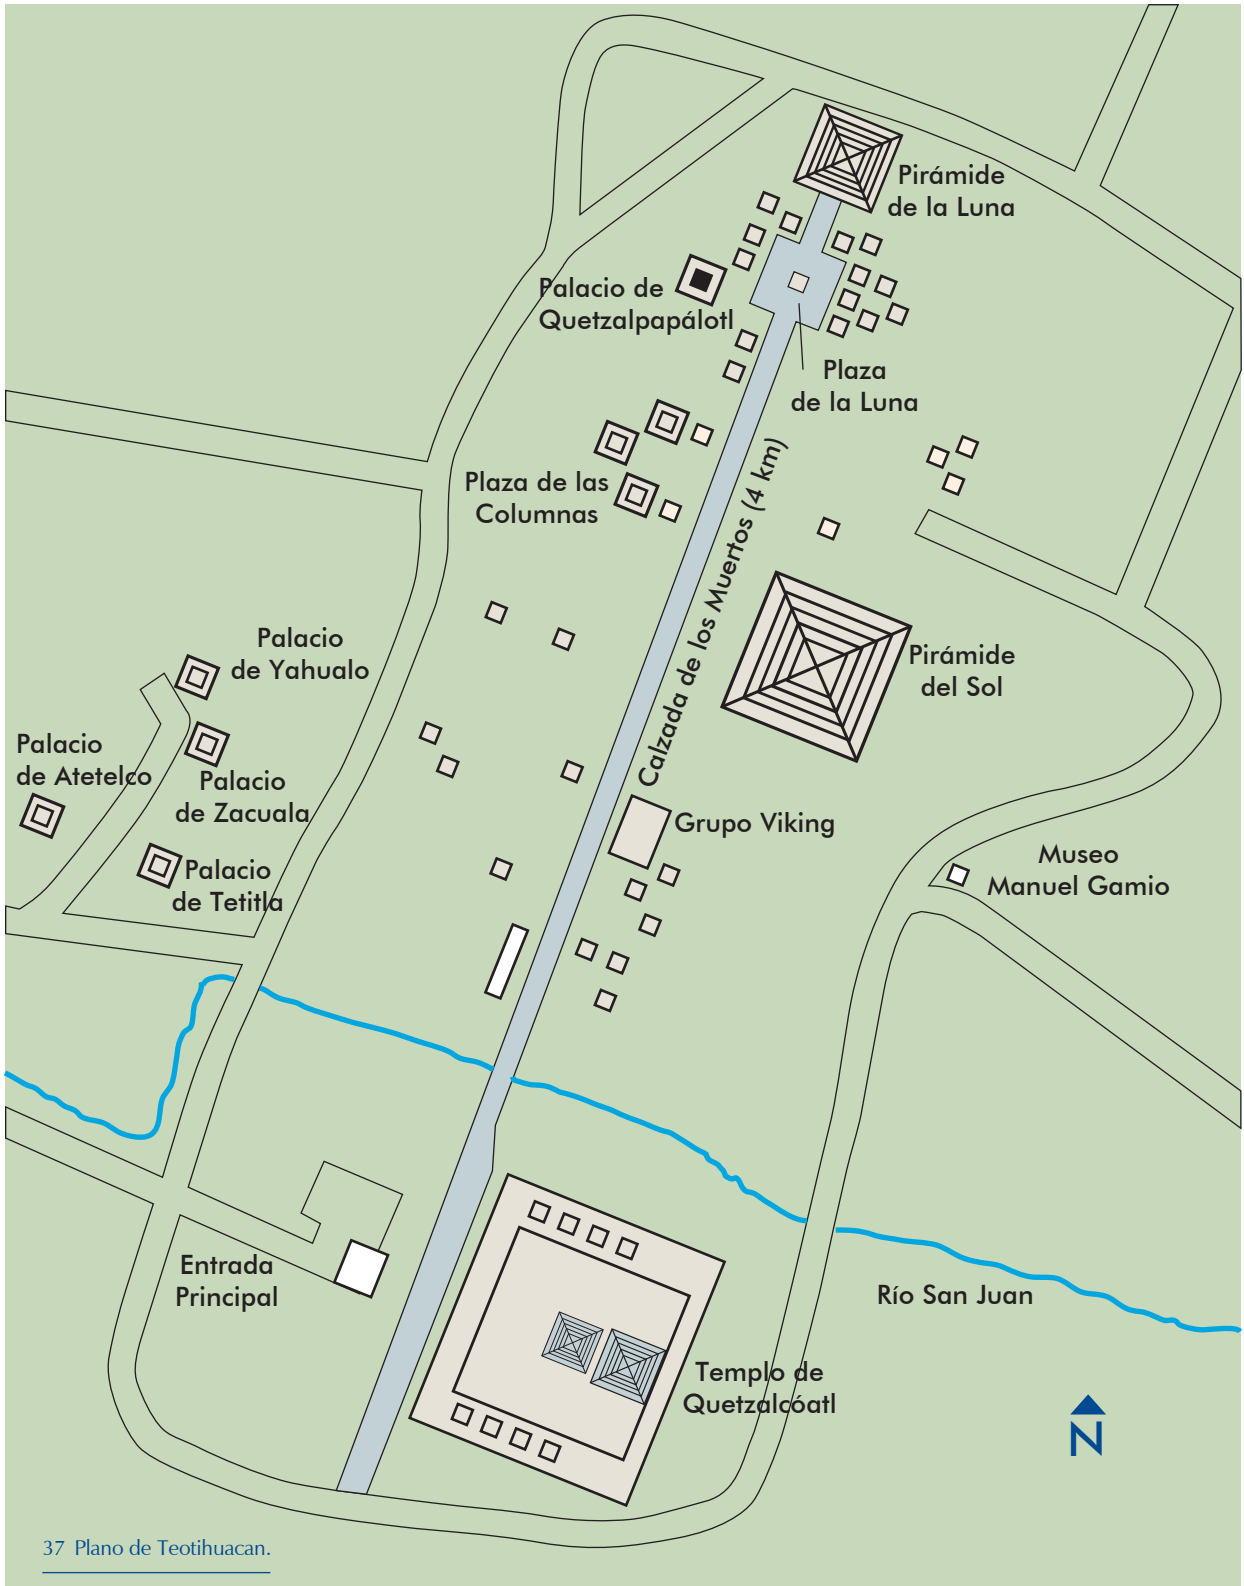 Pirámide
de la Luna
Palacio de
Quetzalpapálotl
Plaza
de la Luna
Plaza de las
Columnas
Calzada de los Muertos (4 km)
Palacio
de Yahualo
Pirámide
del Sol
Palacio
de Atetelco
Palacio
de Zacuala
Grupo Viking
Museo
Manuel Gamio
Palacio
de Tetitla
Entrada
Principal
Río San Juan
Templo de
Quetzalcóatl
N
37 Plano de Teotihuacan.